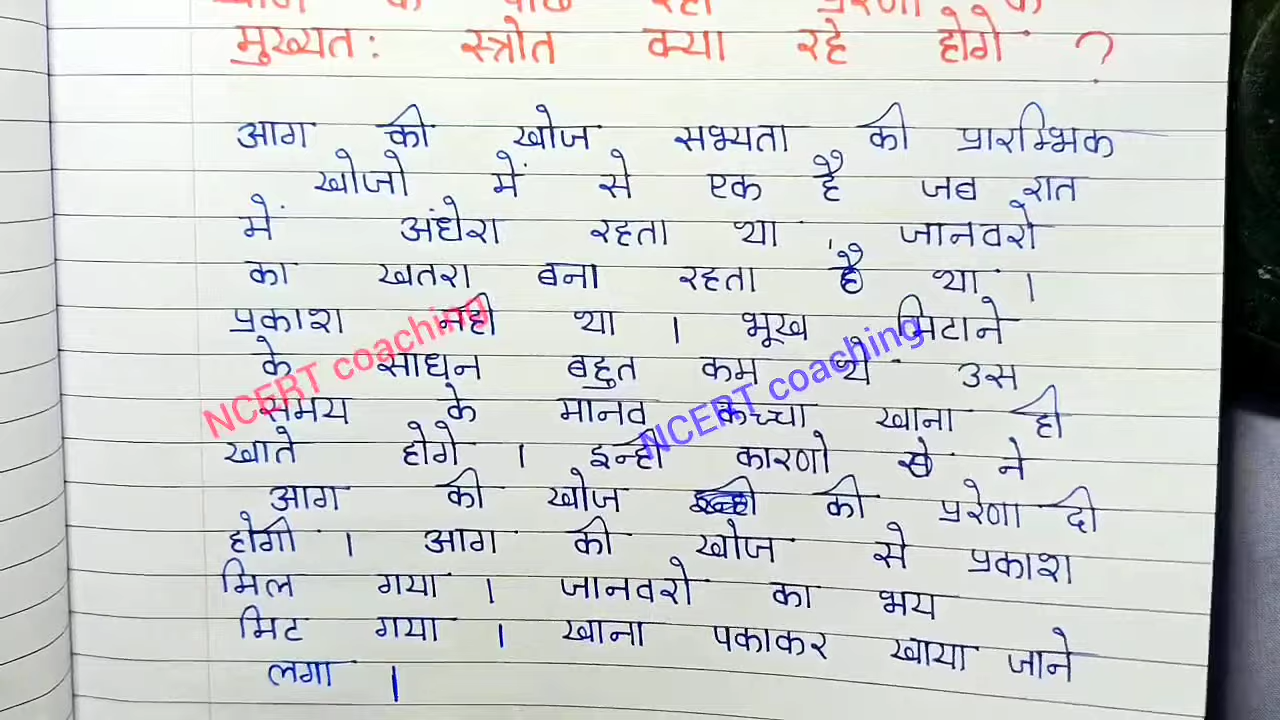 मुख्यतः स्त्रोत क्या रहे होगे ?
आग की खोज सभ्यता की प्रारम्भिक
खोजो में से एक है जब रात
में अंधेरा रहता था , जानवरो
का खतरा बना रहता था ।
प्रकाश नही था । भूख मिटाने
के साधन बहुत कम थे उस
समय के मानव कच्चा खाना ही
खाते होगे । इन्ही कारणो ने
आग की खोज की प्ररेणा दी
होगी । आग की खोज से प्रकाश
मिल गया । जानवरो का भय
मिट गया । खाना पकाकर खाया जाने
लगा ।
NCERT coaching
NCERT coaching